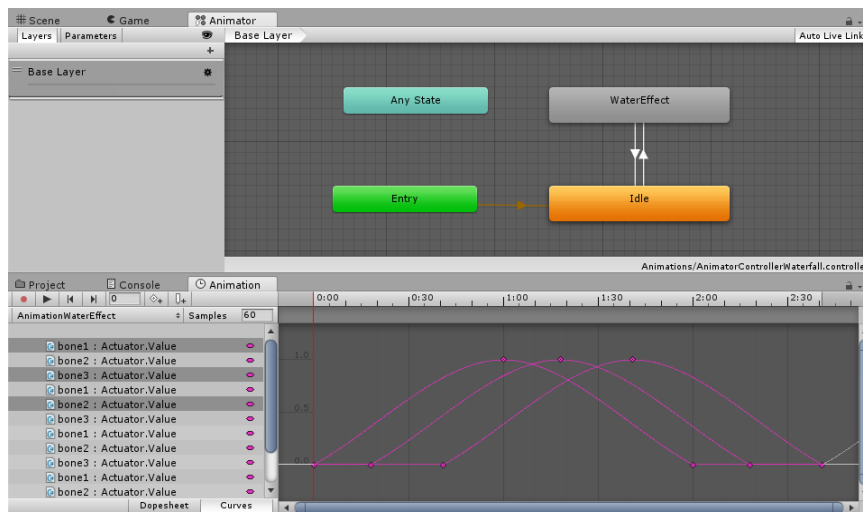 Scene Game Animator
Layers Parameters Base Layer Auto Live Link
+
Base Layer
Any State WaterEffect
Entry Idle
Animations/AnimatorControllerWaterfall.controlle
Project Console Animation
0 0:00 0:30 1:00 1:30 2:00 2:30
AnimationWaterEffect Samples 60
bone1 : Actuator.Value
bone2 : Actuator.Value 1.0
bone3 : Actuator.Value
bone1 : Actuator.Value
bone2 : Actuator.Value 0.5
bone3 : Actuator.Value
bone1 : Actuator.Value
bone2 : Actuator.Value
bone3 : Actuator.Value 0.0
bone1 : Actuator.Value
bone2 : Actuator.Value
Dopesheet Curves